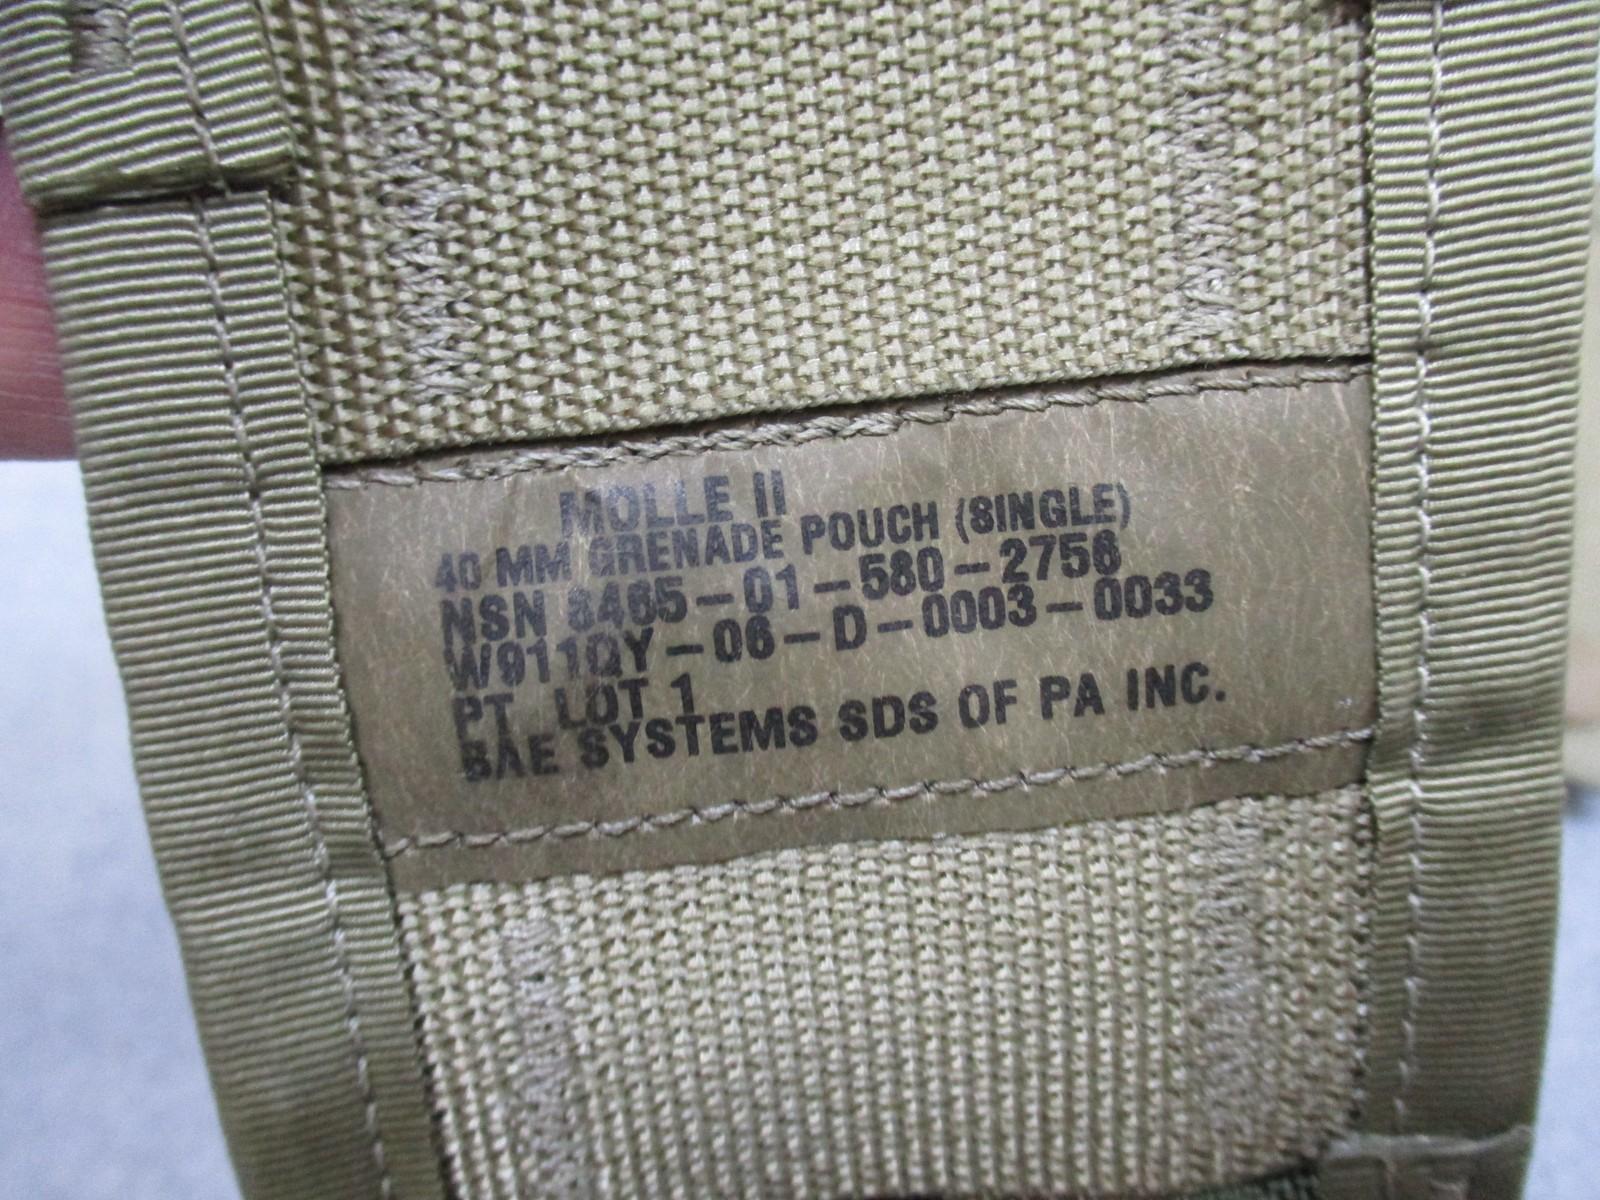 MOLLE II
40 MM GRENADE POUCH (SINGLE)
NSN 8465-01-580-2756
W911QY-06-D-0003-0033
PT LOT 1
BAE SYSTEMS SDS OF PA INC.